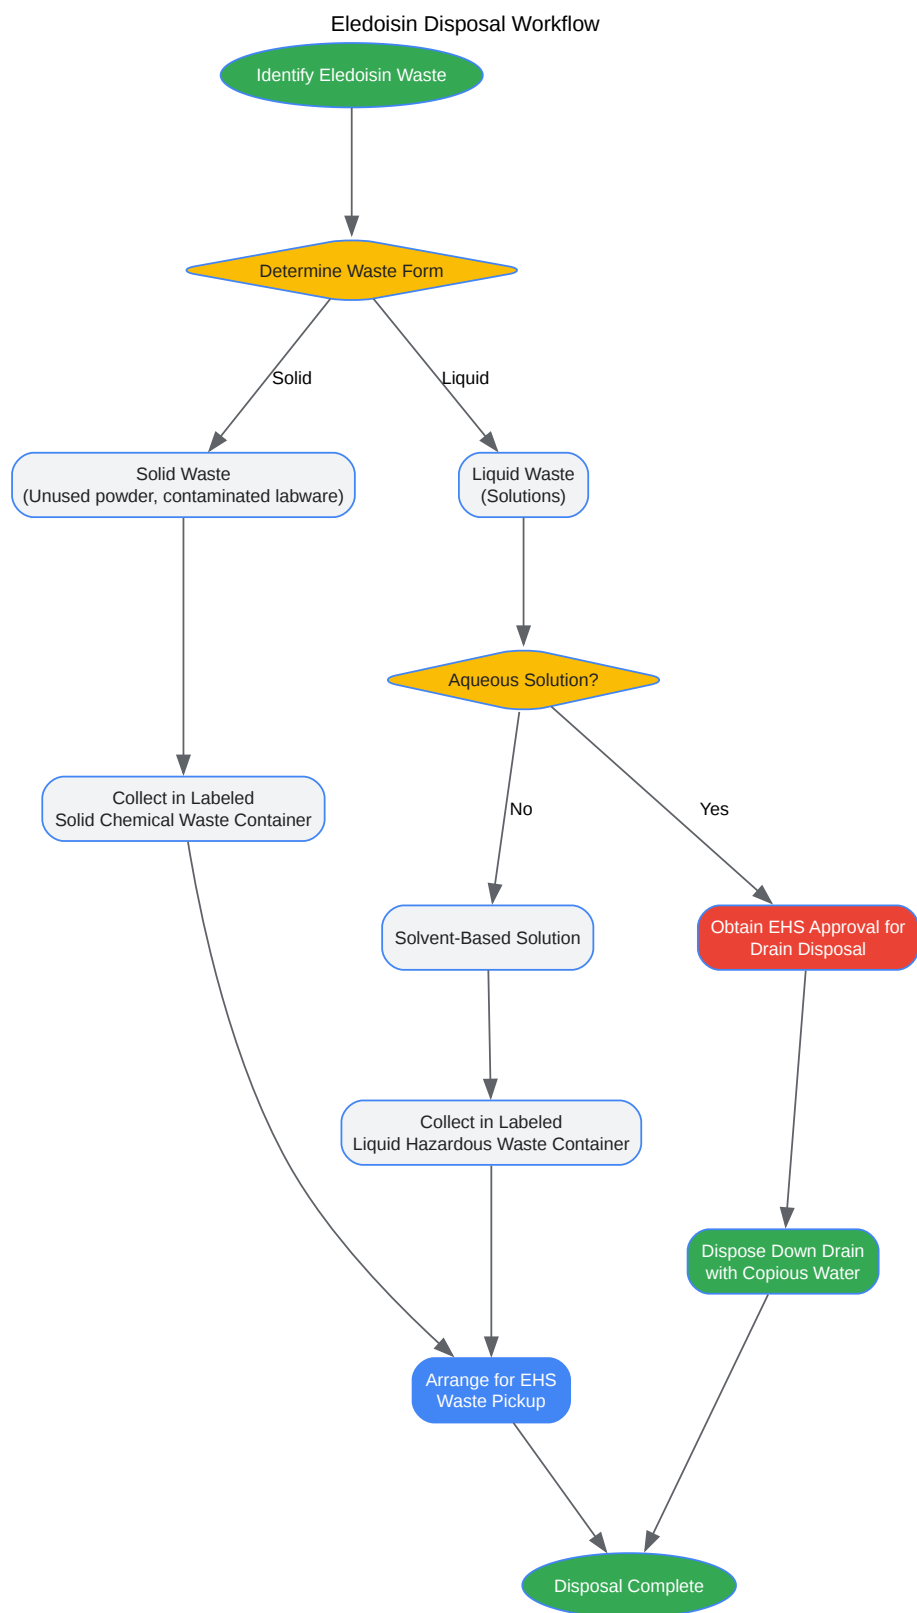 Eledoisin Disposal Workflow
Identify Eledoisin Waste
Determine Waste Form
Solid
Liquid
Solid Waste
(Unused powder, contaminated labware)
Liquid Waste
(Solutions)
Aqueous Solution?
Collect in Labeled
Solid Chemical Waste Container
No
Yes
Solvent-Based Solution
Obtain EHS Approval for
Drain Disposal
Collect in Labeled
Liquid Hazardous Waste Container
Dispose Down Drain
with Copious Water
Arrange for EHS
Waste Pickup
Disposal Complete